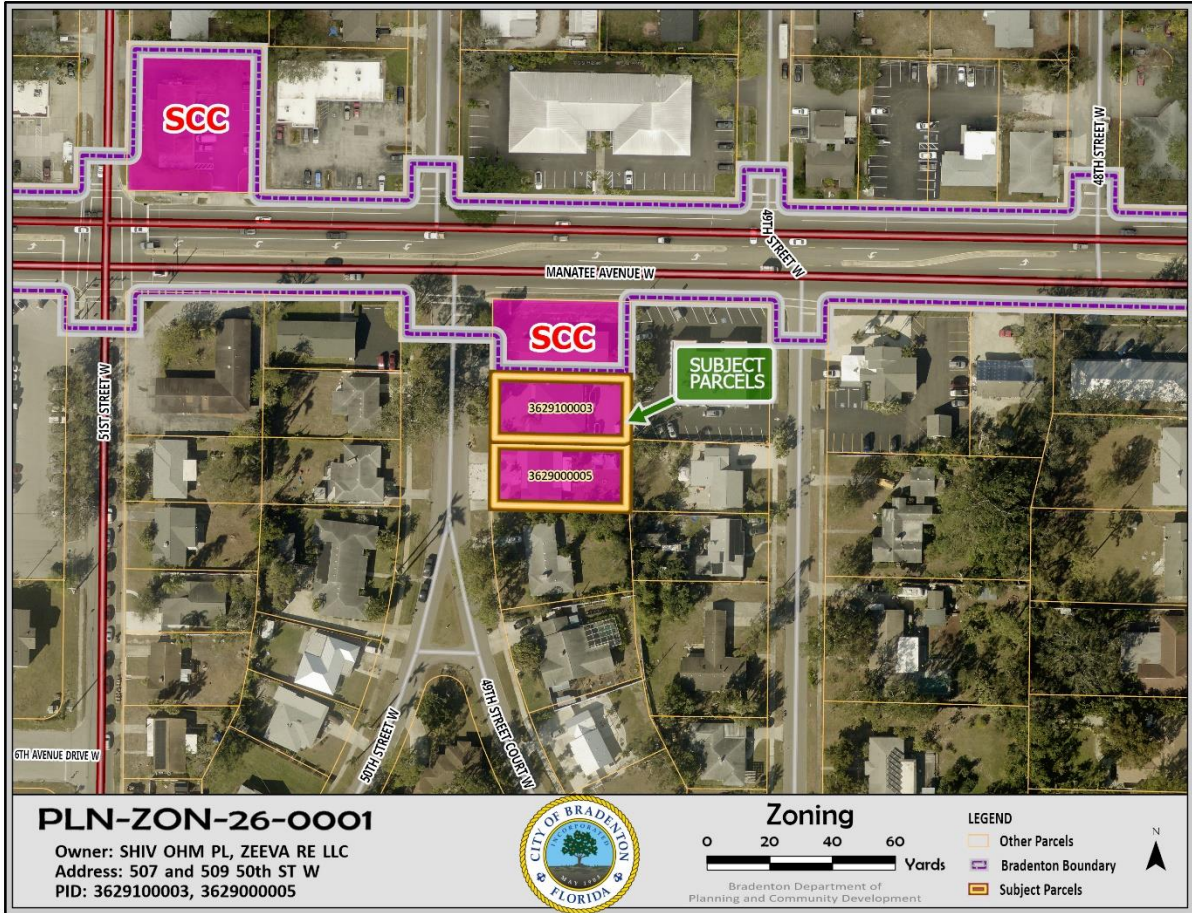 SCC
48TH STREET W
49TH STREET W
MANATEE AVENUE W
SCC
SUBJECT
PARCELS
51ST STREET W
3629100003
3629000005
50TH STREET W
49TH STREET COURT W
6TH AVENUE DRIVE W
PLN-ZON-26-0001
Owner: SHIV OHM PL, ZEEVA RE LLC
Address: 507 and 509 50th ST W
PID: 3629100003, 3629000005
CITY OF BRADENTON
INCORPORATED
MAY 1903
FLORIDA
Zoning
0 20 40 60
Yards
Bradenton Department of
Planning and Community Development
LEGEND
Other Parcels
Bradenton Boundary
Subject Parcels
N